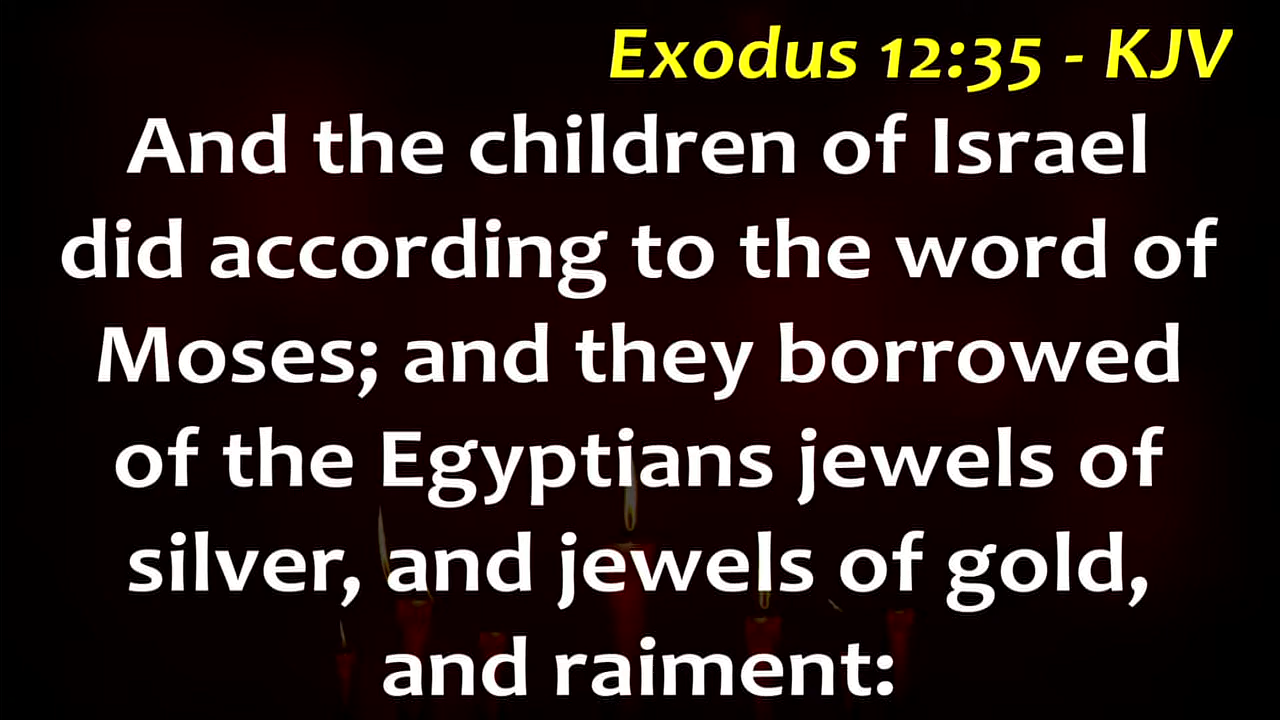 Exodus 12:35 - KJV
And the children of Israel
did according to the word of
Moses; and they borrowed
of the Egyptians jewels of
silver, and jewels of gold,
and raiment: